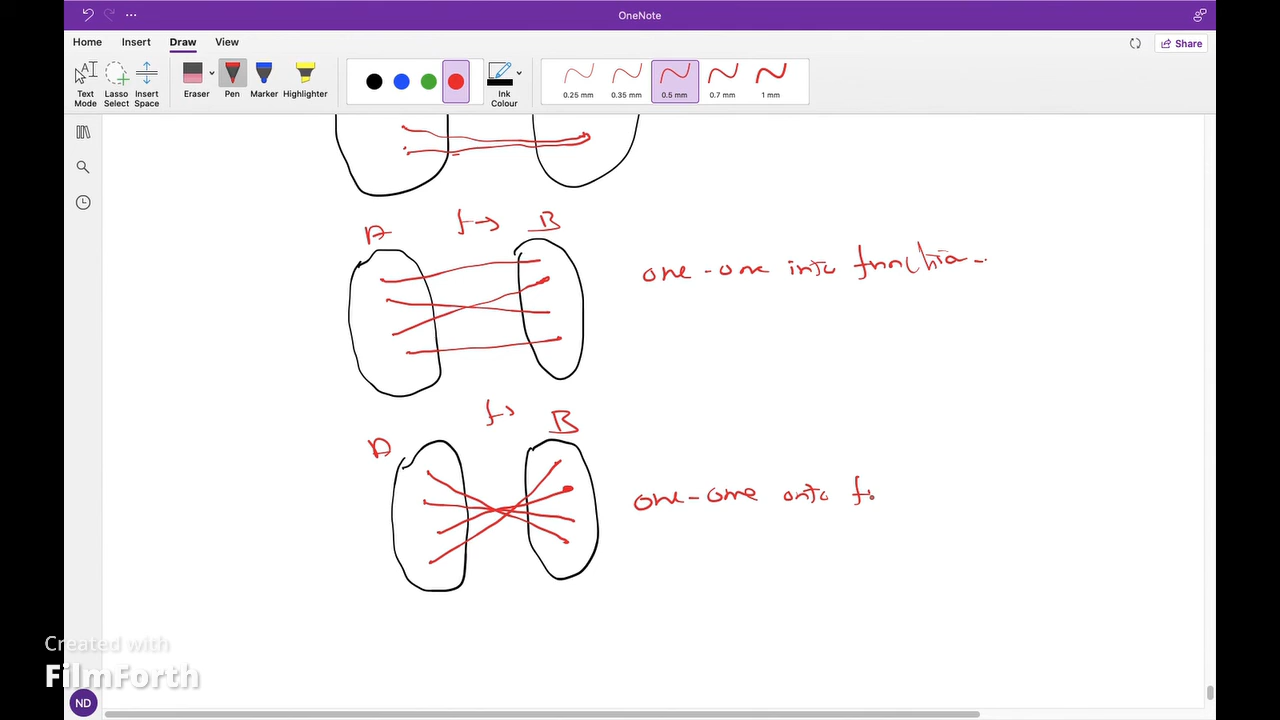 OneNote
Home Insert Draw View
Share
Text Mode
Lasso Select
Insert Space
Eraser
Pen
Marker
Highlighter
Ink Colour
0.25 mm
0.35 mm
0.5 mm
0.7 mm
1 mm
A f→ B
one-one into function
f→
A B
one-one onto f
Created with
FilmForth
ND